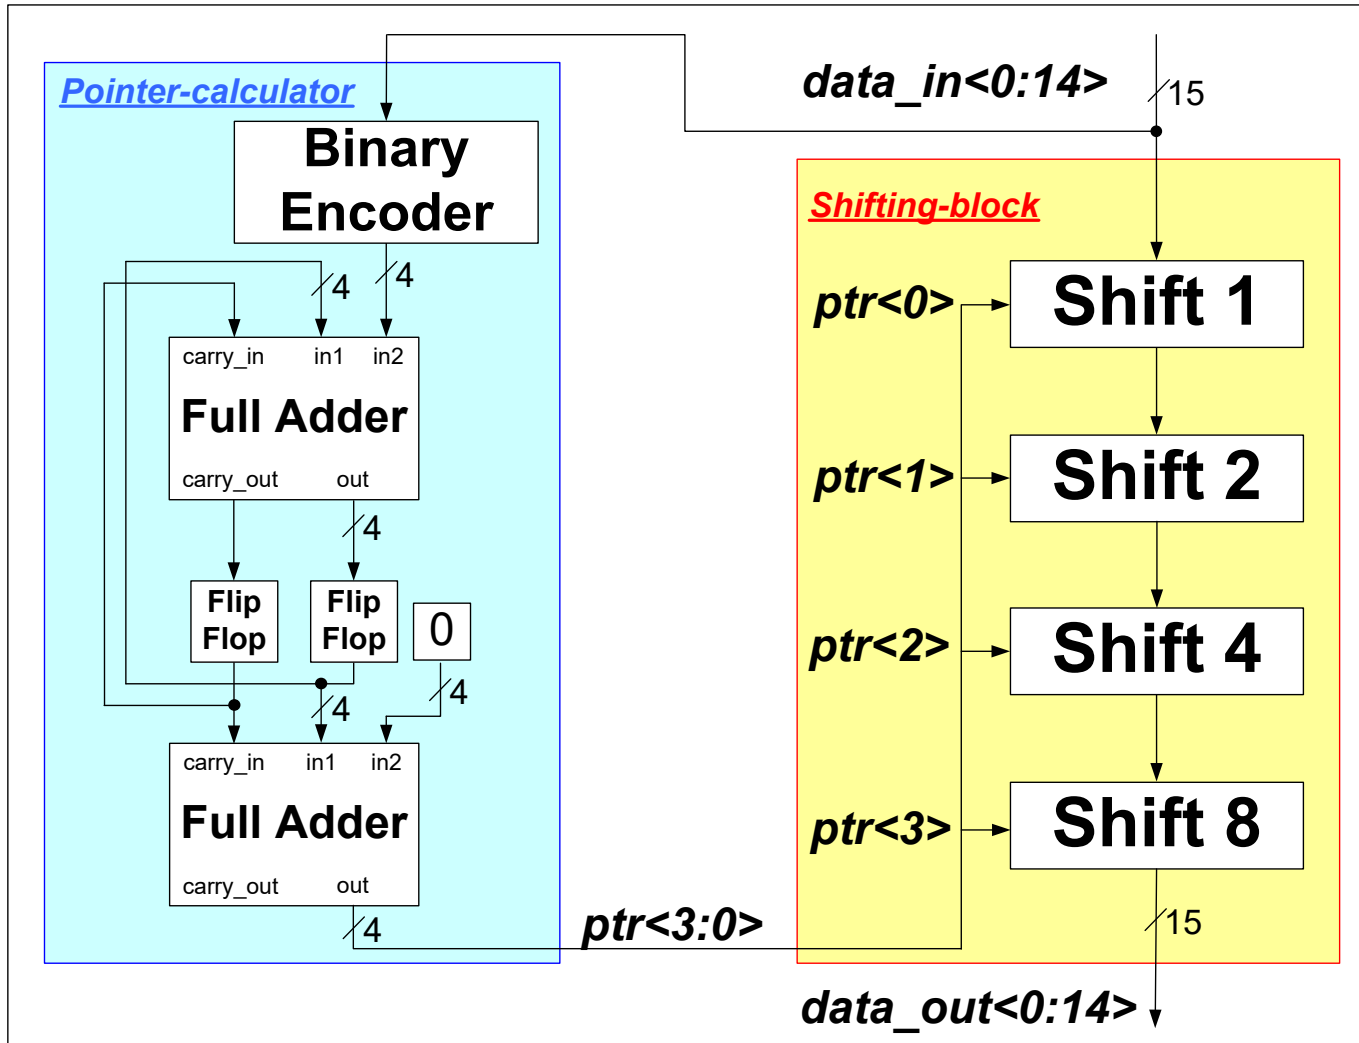 Pointer-calculator
data_in<0:14>
15
Binary
Encoder
Shifting-block
4
4
ptr<0>
Shift 1
carry_in
in1
in2
Full Adder
carry_out
out
ptr<1>
Shift 2
4
Flip
Flop
Flip
Flop
0
ptr<2>
Shift 4
4
4
carry_in
in1
in2
Full Adder
ptr<3>
Shift 8
carry_out
out
4
ptr<3:0>
15
data_out<0:14>